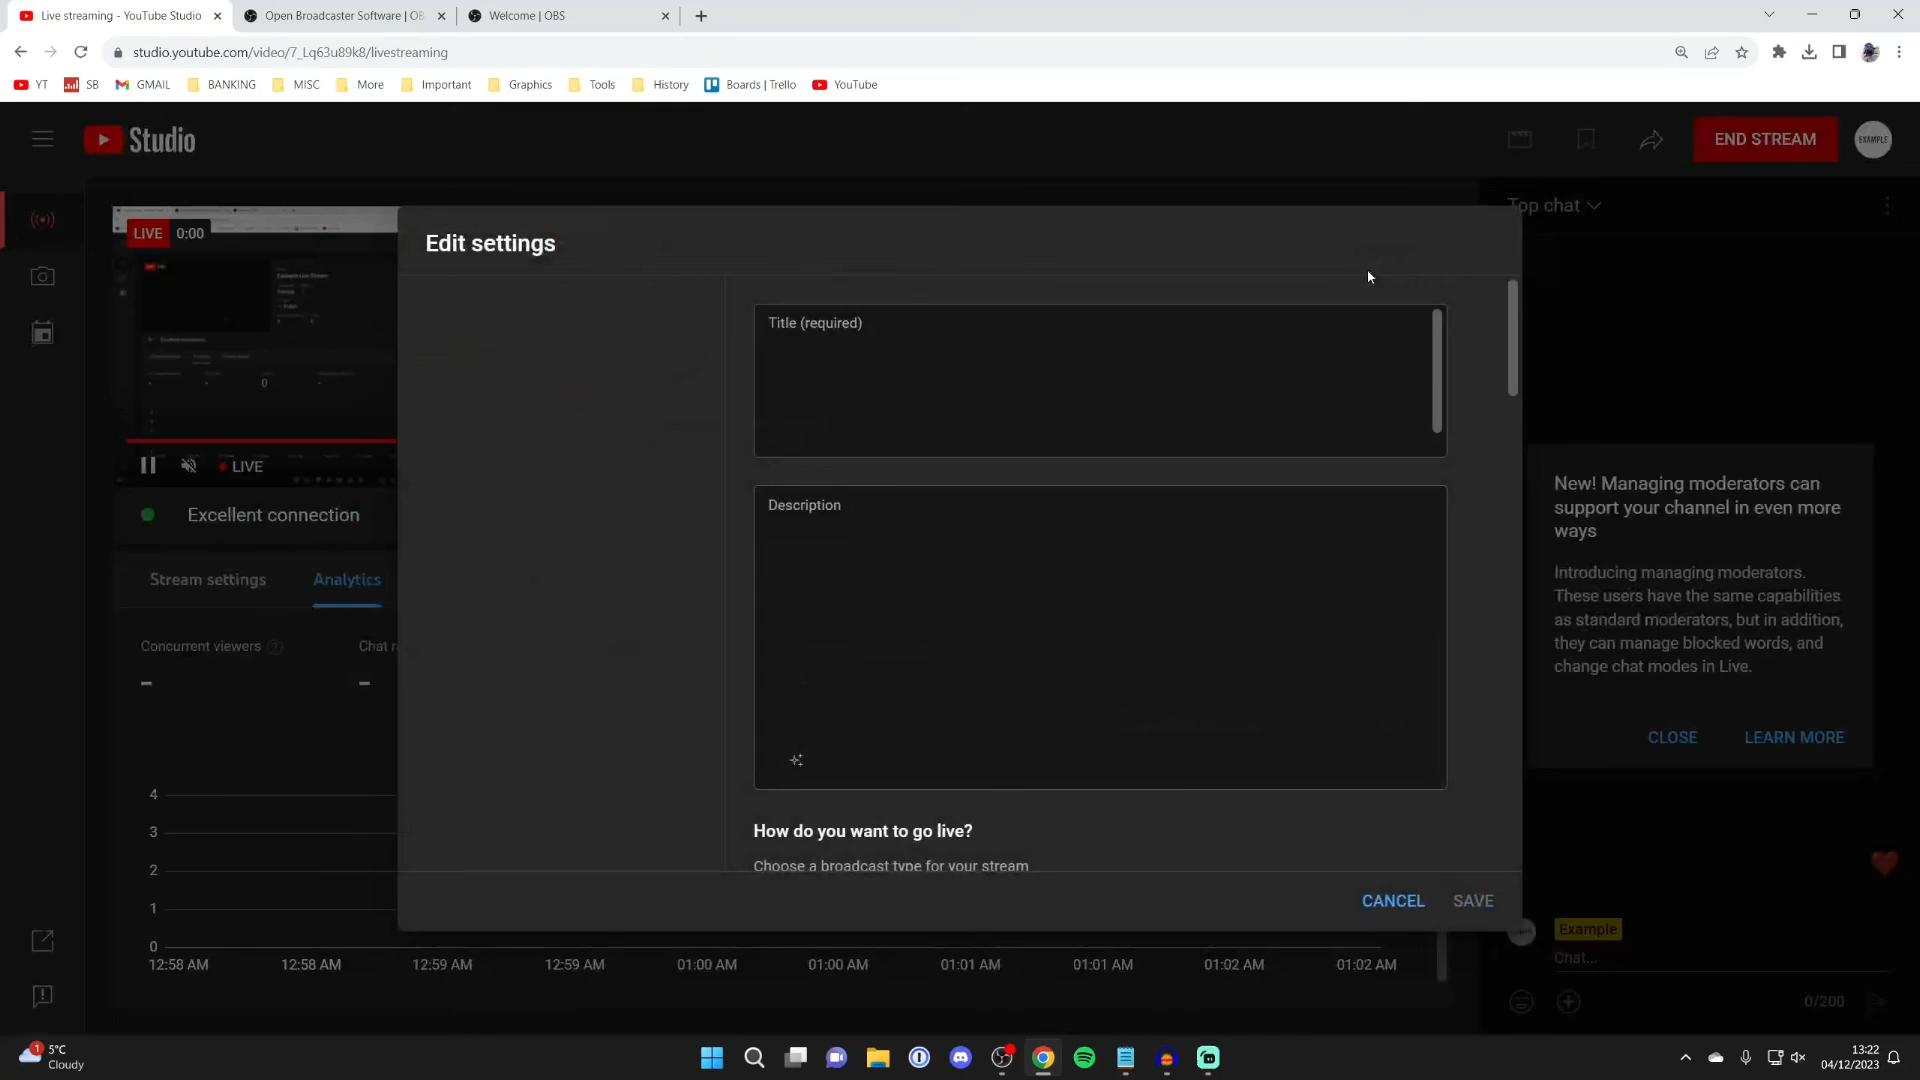 Live streaming - YouTube Studio
Open Broadcaster Software | OB
Welcome | OBS
studio.youtube.com/video/7_Lq63u89k8/livestreaming
YT
SB
GMAIL
BANKING
MISC
More
Important
Graphics
Tools
History
Boards | Trello
YouTube
Studio
END STREAM
EXAMPLE
LIVE
0:00
Edit settings
Top chat
Title (required)
LIVE
Description
Excellent connection
Stream settings
Analytics
Concurrent viewers
Chat r
New! Managing moderators can
support your channel in even more
ways
Introducing managing moderators.
These users have the same capabilities
as standard moderators, but in addition,
they can manage blocked words, and
change chat modes in Live.
CLOSE
LEARN MORE
4
3
2
1
0
How do you want to go live?
Choose a broadcast type for your stream
CANCEL
SAVE
12:58 AM
12:58 AM
12:59 AM
12:59 AM
01:00 AM
01:00 AM
01:01 AM
01:01 AM
01:02 AM
01:02 AM
Example
Chat...
0/200
1
5°C
Cloudy
13:22
04/12/2023